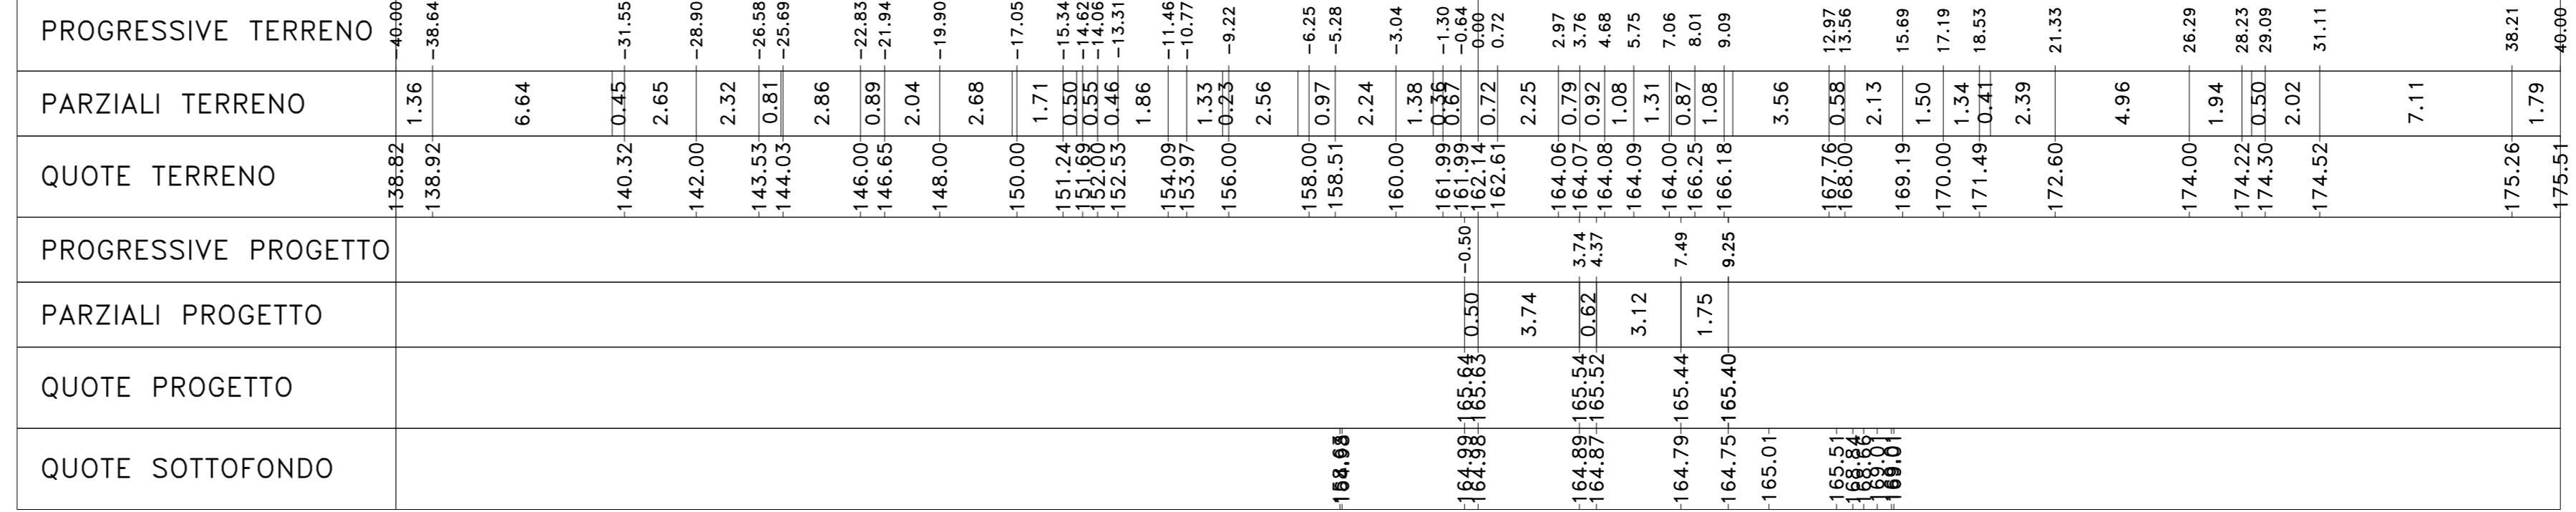 PROGRESSIVE TERRENO -40.00 -38.64 -31.55 -28.90 -26.58 -25.69 -22.83 -21.94 -19.90 -17.05 -15.34 -14.62 -14.06 -13.31 -11.46 -10.77 -9.22 -6.25 -5.28 -3.04 -1.30 -0.64 0.00 0.72 2.97 3.76 4.68 5.75 7.06 8.01 9.09 12.97 13.56 15.69 17.19 18.53 21.33 26.29 28.23 29.09 31.11 38.21 40.00
PARZIALI TERRENO 1.36 6.64 0.45 2.65 2.32 0.81 2.86 0.89 2.04 2.68 1.71 0.50 0.55 0.46 1.86 1.33 0.23 2.56 0.97 2.24 1.38 0.36 0.67 0.72 2.25 0.79 0.92 1.08 1.31 0.87 1.08 3.56 0.58 2.13 1.50 1.34 0.41 2.39 4.96 1.94 0.50 2.02 7.11 1.79
QUOTE TERRENO 138.82 138.92 140.32 142.00 143.53 144.03 146.00 146.65 148.00 150.00 151.24 151.69 152.00 152.53 154.09 153.97 156.00 158.00 158.51 160.00 161.99 161.99 162.14 162.61 164.06 164.07 164.08 164.09 164.00 166.25 166.18 167.76 168.00 169.19 170.00 171.49 172.60 174.00 174.22 174.30 174.52 175.26 175.51
PROGRESSIVE PROGETTO -0.50 3.74 4.37 7.49 9.25
PARZIALI PROGETTO 0.50 3.74 0.62 3.12 1.75
QUOTE PROGETTO 165.64 165.63 165.54 165.52 165.44 165.40
QUOTE SOTTOFONDO 164.99 164.98 164.89 164.87 164.79 164.75 165.01 165.51 168.84 168.66 169.01